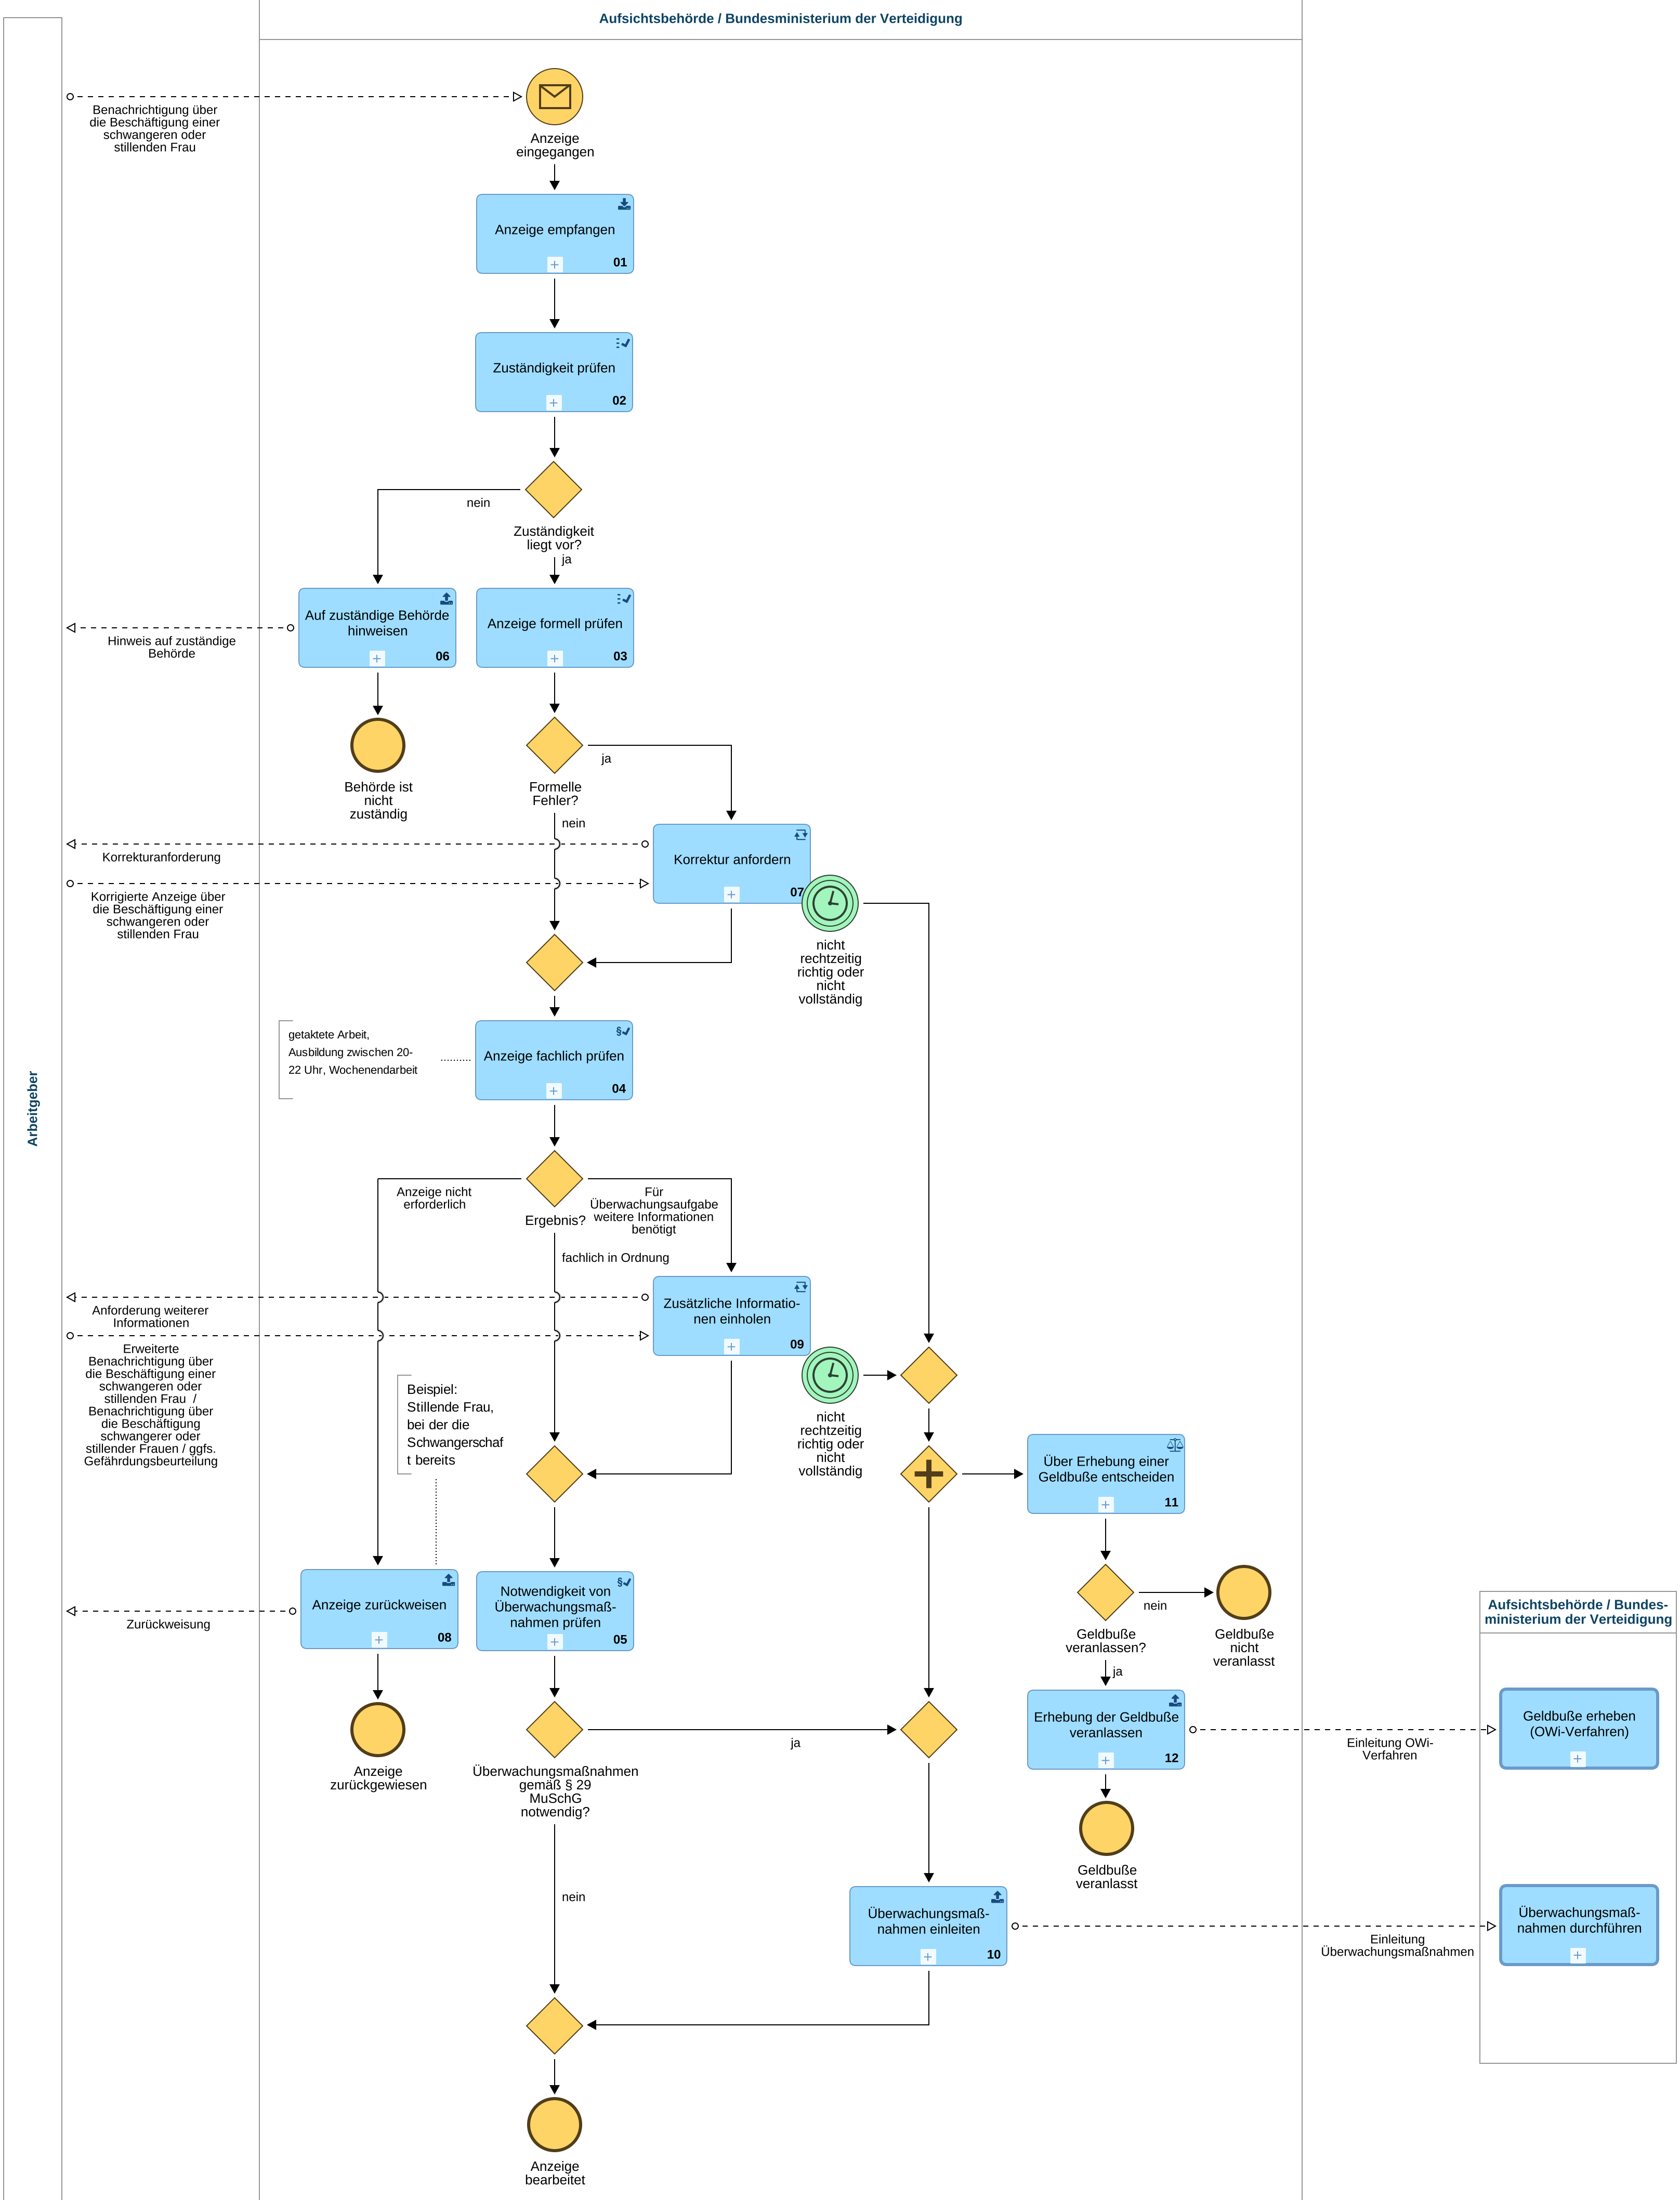 Aufsichtsbehörde / Bundesministerium der Verteidigung
Arbeitgeber
Benachrichtigung über
die Beschäftigung einer
schwangeren oder
stillenden Frau
Anzeige
eingegangen
Anzeige empfangen
01
Zuständigkeit prüfen
02
nein
Zuständigkeit
liegt vor?
ja
Auf zuständige Behörde
hinweisen
06
Anzeige formell prüfen
03
Hinweis auf zuständige
Behörde
Behörde ist
nicht
zuständig
Formelle
Fehler?
ja
nein
Korrekturanforderung
Korrektur anfordern
07
Korrigierte Anzeige über
die Beschäftigung einer
schwangeren oder
stillenden Frau
nicht
rechtzeitig
richtig oder
nicht
vollständig
getaktete Arbeit,
Ausbildung zwischen 20-
22 Uhr, Wochenendarbeit
Anzeige fachlich prüfen
04
Anzeige nicht
erforderlich
Ergebnis?
Für
Überwachungsaufgabe
weitere Informationen
benötigt
fachlich in Ordnung
Anforderung weiterer
Informationen
Zusätzliche Informatio-
nen einholen
09
Erweiterte
Benachrichtigung über
die Beschäftigung einer
schwangeren oder
stillenden Frau /
Benachrichtigung über
die Beschäftigung
schwangerer oder
stillender Frauen / ggfs.
Gefährdungsbeurteilung
Beispiel:
Stillende Frau,
bei der die
Schwangerschaf
t bereits
nicht
rechtzeitig
richtig oder
nicht
vollständig
Über Erhebung einer
Geldbuße entscheiden
11
Zurückweisung
Anzeige zurückweisen
08
Notwendigkeit von
Überwachungsmaß-
nahmen prüfen
05
Geldbuße
veranlassen?
nein
Geldbuße
nicht
veranlasst
ja
Aufsichtsbehörde / Bundes-
ministerium der Verteidigung
Anzeige
zurückgewiesen
Überwachungsmaßnahmen
gemäß § 29
MuSchG
notwendig?
ja
Erhebung der Geldbuße
veranlassen
12
Einleitung OWi-
Verfahren
Geldbuße erheben
(OWi-Verfahren)
Geldbuße
veranlasst
nein
Überwachungsmaß-
nahmen einleiten
10
Einleitung
Überwachungsmaßnahmen
Überwachungsmaß-
nahmen durchführen
Anzeige
bearbeitet